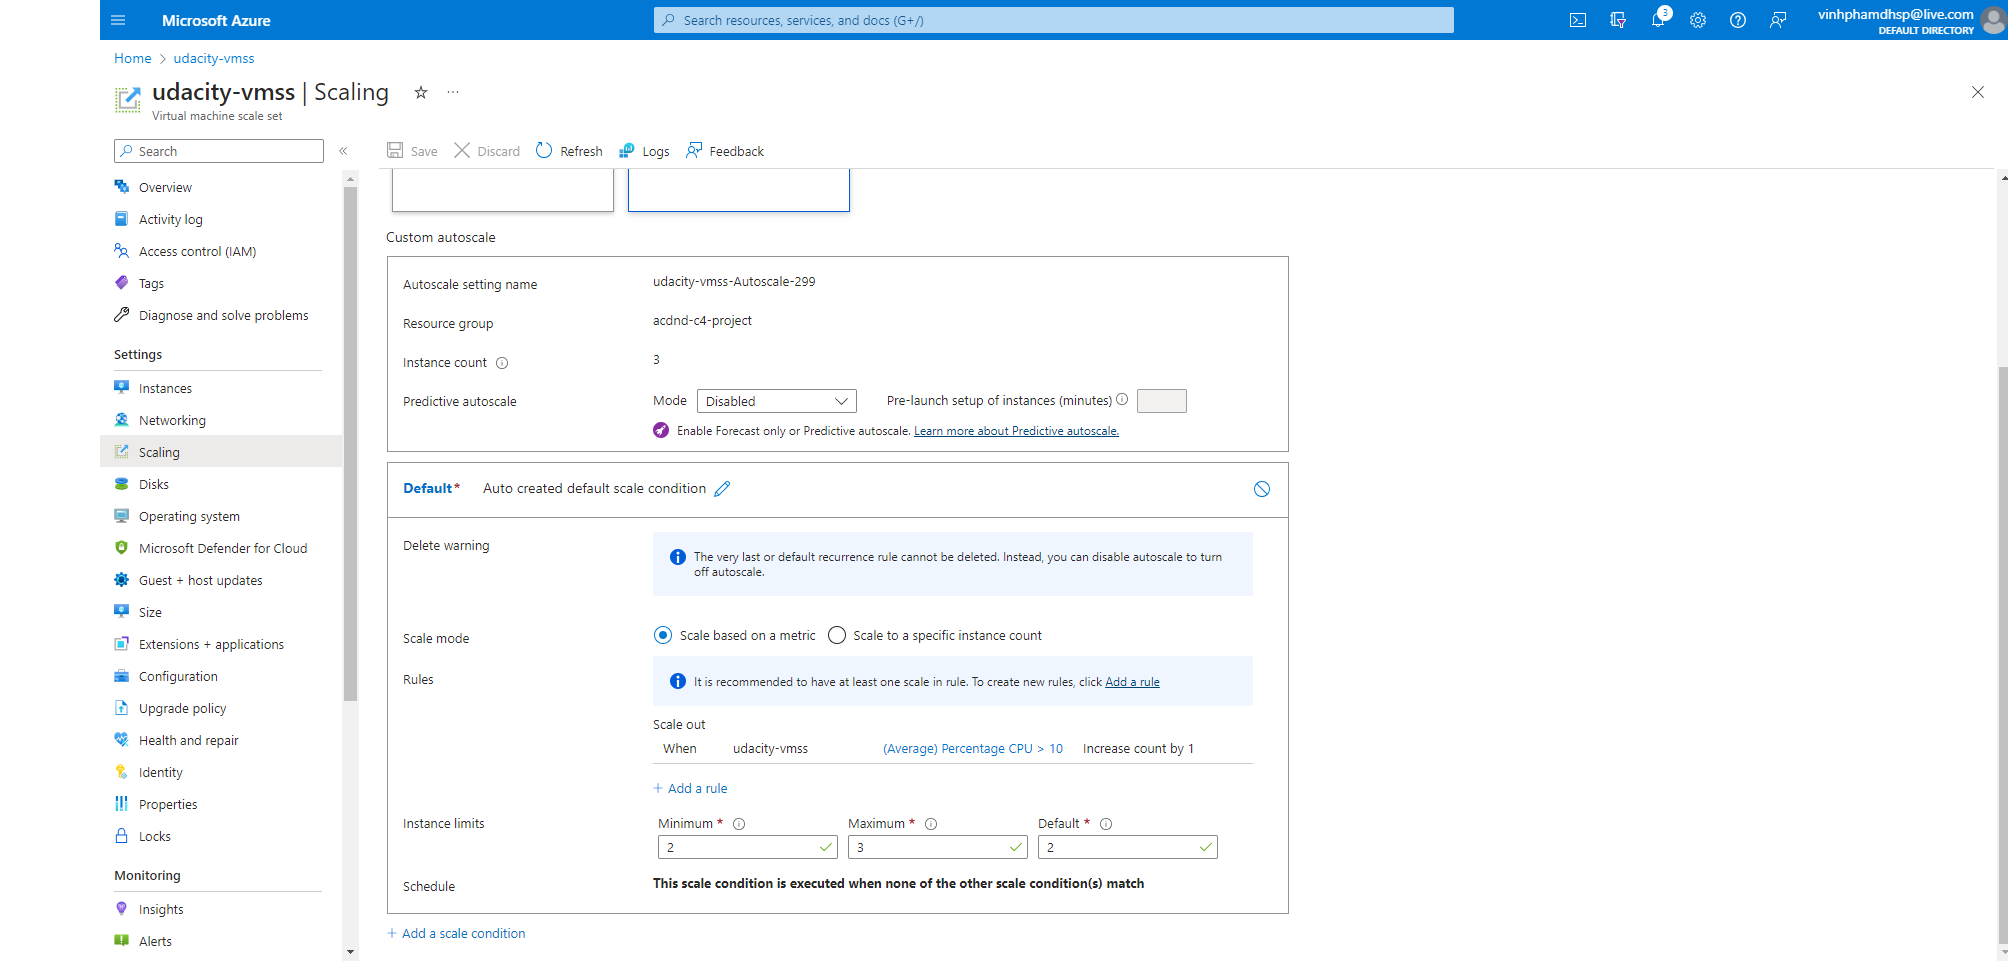 Microsoft Azure
Search resources, services, and docs (G+/)
3
vinhphamdhsp@live.com
DEFAULT DIRECTORY
Home > udacity-vmss
udacity-vmss | Scaling
Virtual machine scale set
Search
Save
Discard
Refresh
Logs
Feedback
Overview
Activity log
Access control (IAM)
Tags
Diagnose and solve problems
Settings
Instances
Networking
Scaling
Disks
Operating system
Microsoft Defender for Cloud
Guest + host updates
Size
Extensions + applications
Configuration
Upgrade policy
Health and repair
Identity
Properties
Locks
Monitoring
Insights
Alerts
Custom autoscale
Autoscale setting name udacity-vmss-Autoscale-299
Resource group acdnd-c4-project
Instance count 3
Predictive autoscale Mode Disabled Pre-launch setup of instances (minutes)
Enable Forecast only or Predictive autoscale. Learn more about Predictive autoscale.
Default* Auto created default scale condition
Delete warning
The very last or default recurrence rule cannot be deleted. Instead, you can disable autoscale to turn
off autoscale.
Scale mode Scale based on a metric Scale to a specific instance count
Rules
It is recommended to have at least one scale in rule. To create new rules, click Add a rule
Scale out
When udacity-vmss (Average) Percentage CPU > 10 Increase count by 1
+ Add a rule
Instance limits Minimum * Maximum * Default *
2 3 2
Schedule This scale condition is executed when none of the other scale condition(s) match
+ Add a scale condition